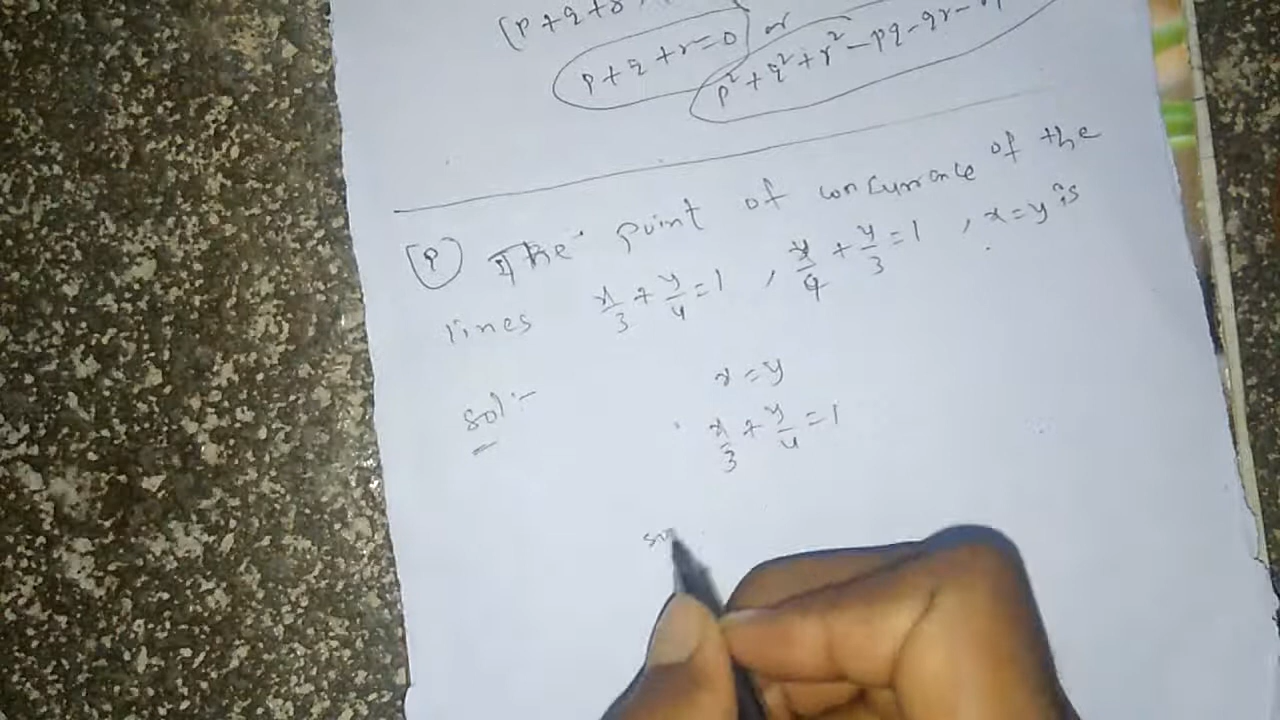 (p+q+r
p+q+r=0 or
p²+q²+r²-pq-qr-
(P) The point of concurrance of the
lines x/3 + y/4 = 1 , x/4 + y/3 = 1 , x=y is
Sol:- x=y
x/3 + y/4 = 1